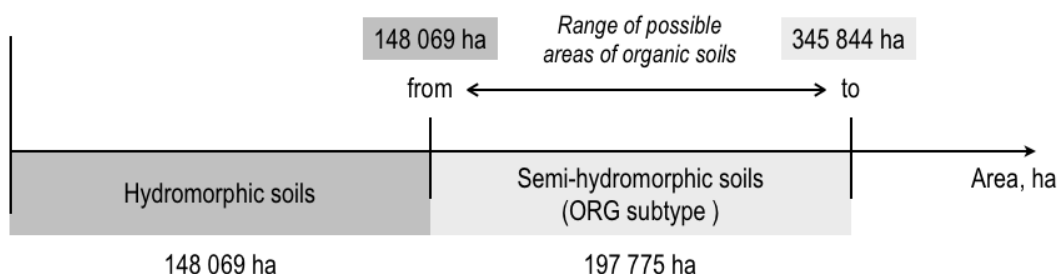 148 069 ha
Range of possible
areas of organic soils
345 844 ha
from
to
Hydromorphic soils
Semi-hydromorphic soils
(ORG subtype )
Area, ha
148 069 ha
197 775 ha